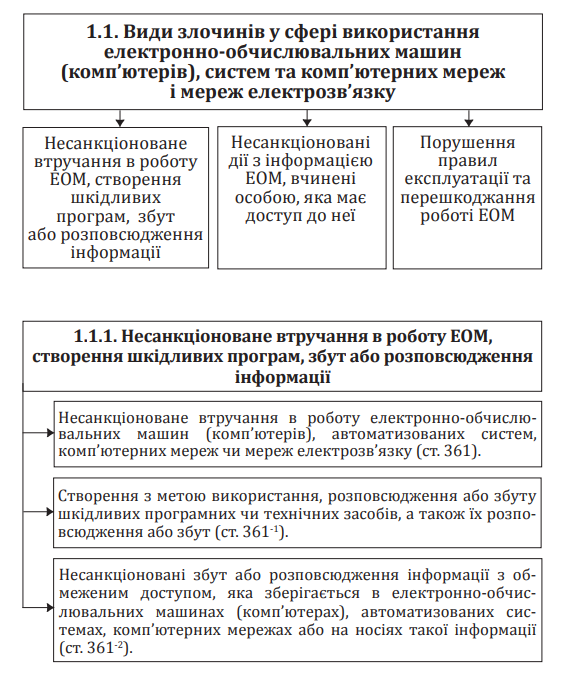 1.1. Види злочинів у сфері використання
електронно-обчислювальних машин
(комп’ютерів), систем та комп’ютерних мереж
і мереж електрозв’язку
Несанкціоноване
втручання в роботу
ЕОМ, створення
шкідливих
програм, збут
або розповсюдження
інформації
Несанкціоновані
дії з інформацією
ЕОМ, вчинені
особою, яка має
доступ до неї
Порушення
правил
експлуатації та
перешкоджання
роботі ЕОМ
1.1.1. Несанкціоноване втручання в роботу ЕОМ,
створення шкідливих програм, збут або розповсюдження
інформації
Несанкціоноване втручання в роботу електронно-обчислю-
вальних машин (комп’ютерів), автоматизованих систем,
комп’ютерних мереж чи мереж електрозв’язку (ст. 361).
Створення з метою використання, розповсюдження або збуту
шкідливих програмних чи технічних засобів, а також їх розпо-
всюдження або збут (ст. 361-1).
Несанкціоновані збут або розповсюдження інформації з об-
меженим доступом, яка зберігається в електронно-обчис-
лювальних машинах (комп’ютерах), автоматизованих сис-
темах, комп’ютерних мережах або на носіях такої інформації
(ст. 361-2).